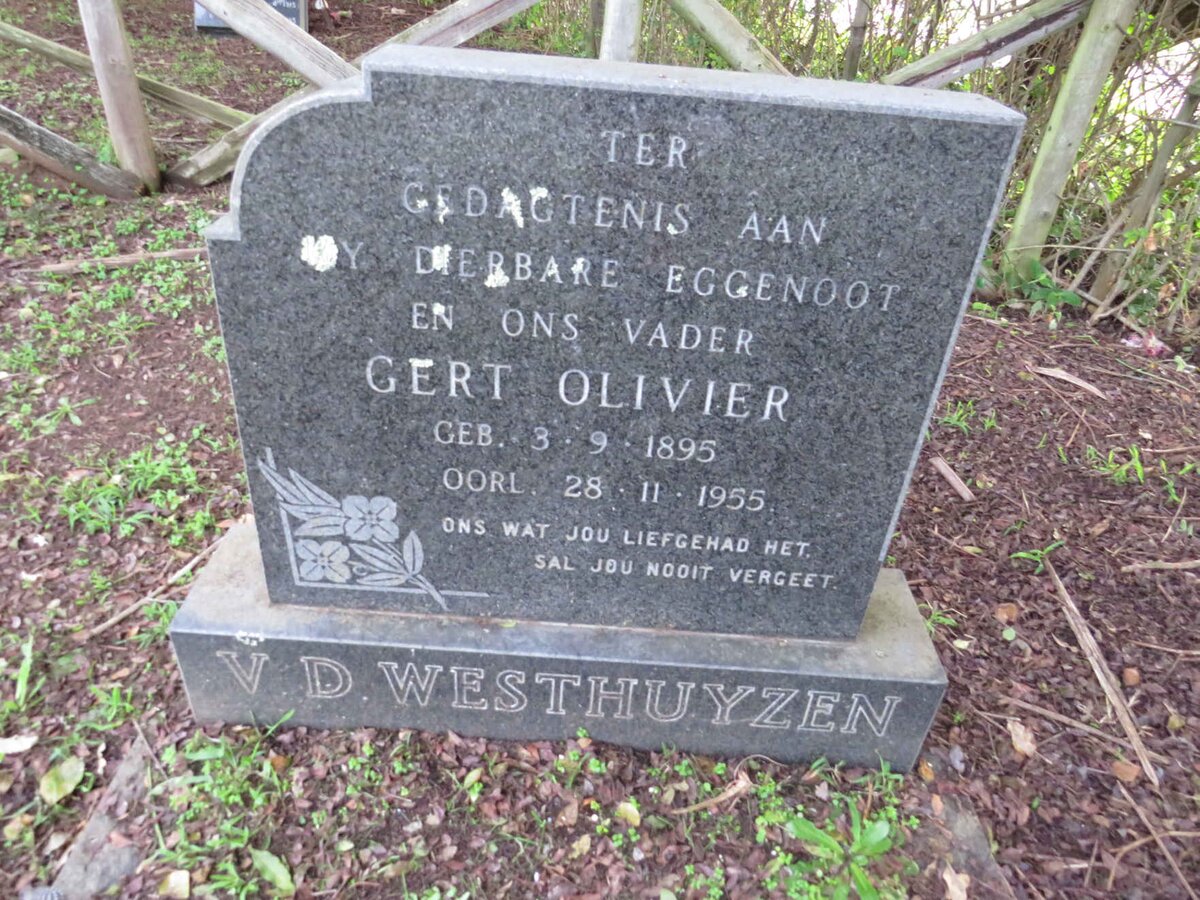 TER
GEDAGTENIS AAN
MY DIERBARE EGGENOOT
EN ONS VADER
GERT OLIVIER
GEB. 3 · 9 · 1895
OORL. 28 · 11 · 1955.
ONS WAT JOU LIEFGEHAD HET.
SAL JOU NOOIT VERGEET.
V D WESTHUYZEN